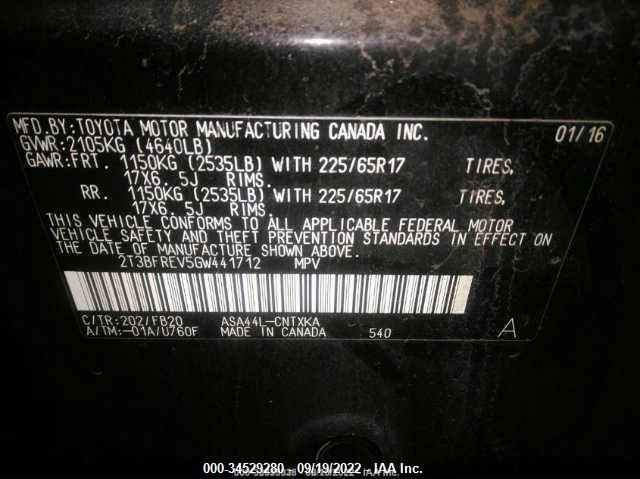 MFD.BY:TOYOTA MOTOR MANUFACTURING CANADA INC. 01/16
GVWR:2105KG (4640LB)
GAWR:FRT. 1150KG (2535LB) WITH 225/65R17 TIRES,
17X6.5J RIMS.
RR. 1150KG (2535LB) WITH 225/65R17 TIRES,
17X6.5J RIMS.
THIS VEHICLE CONFORMS TO ALL APPLICABLE FEDERAL MOTOR
VEHICLE SAFETY AND THEFT PREVENTION STANDARDS IN EFFECT ON
THE DATE OF MANUFACTURE SHOWN ABOVE.
2T3BFREV5GW441712 MPV
C/TR:202/FB20 ASA44L-CNTXKA
A/TM:-01A/U760F MADE IN CANADA 540 A
000-34529280 - 09/19/2022 - IAA Inc.